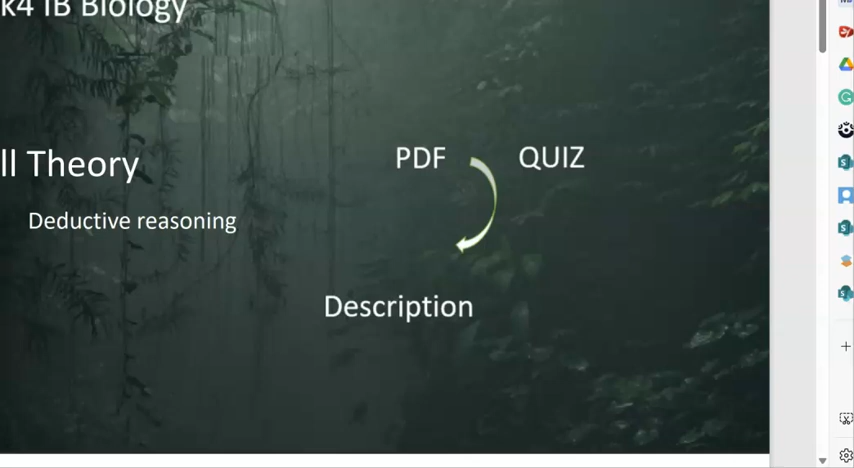 k4 IB Biology
ll Theory
PDF
QUIZ
Deductive reasoning
Description